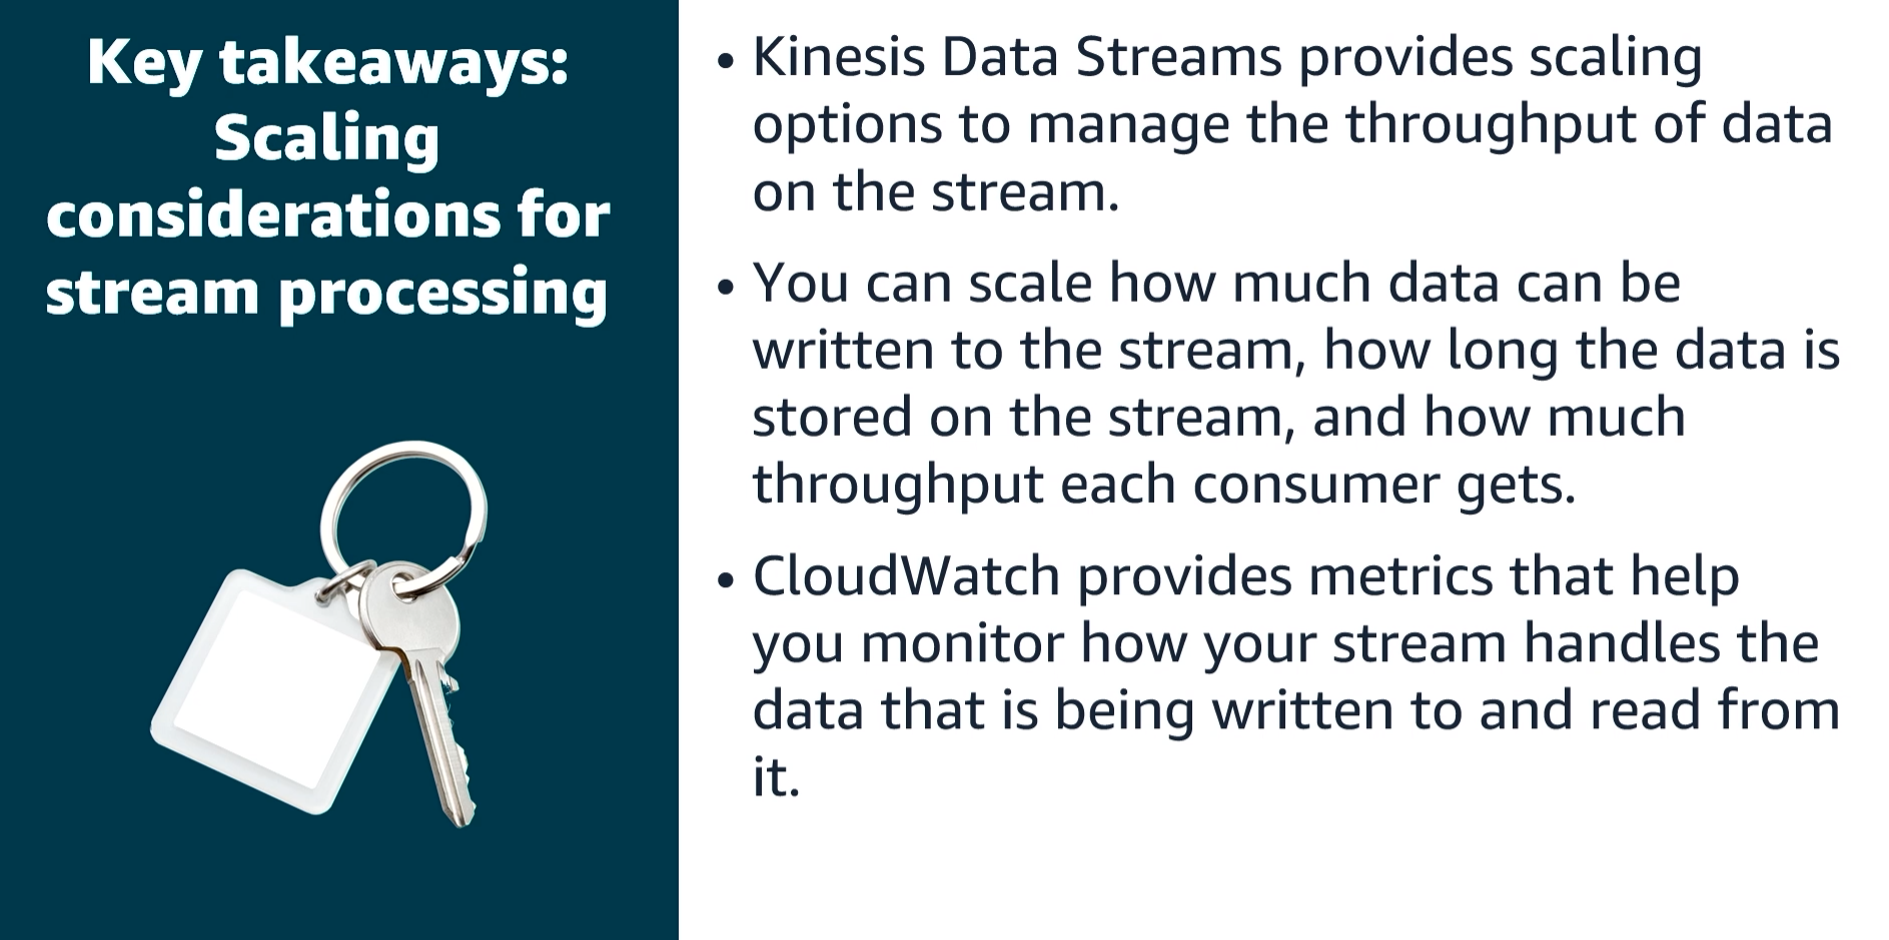 Key takeaways:
Scaling
considerations for
stream processing
• Kinesis Data Streams provides scaling
options to manage the throughput of data
on the stream.
• You can scale how much data can be
written to the stream, how long the data is
stored on the stream, and how much
throughput each consumer gets.
• CloudWatch provides metrics that help
you monitor how your stream handles the
data that is being written to and read from
it.